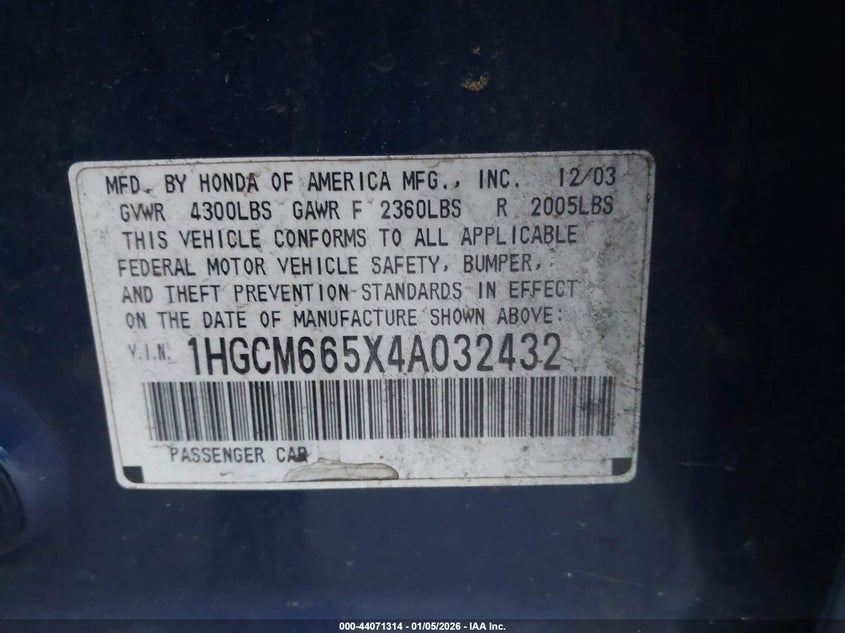 MFD. BY HONDA OF AMERICA MFG., INC. 12/03
GVWR 4300LBS GAWR F 2360LBS R 2005LBS
THIS VEHICLE CONFORMS TO ALL APPLICABLE
FEDERAL MOTOR VEHICLE SAFETY, BUMPER,
AND THEFT PREVENTION STANDARDS IN EFFECT
ON THE DATE OF MANUFACTURE SHOWN ABOVE:
V.I.N. 1HGCM665X4A032432
PASSENGER CAR
000-44071314 - 01/05/2026 - IAA Inc.